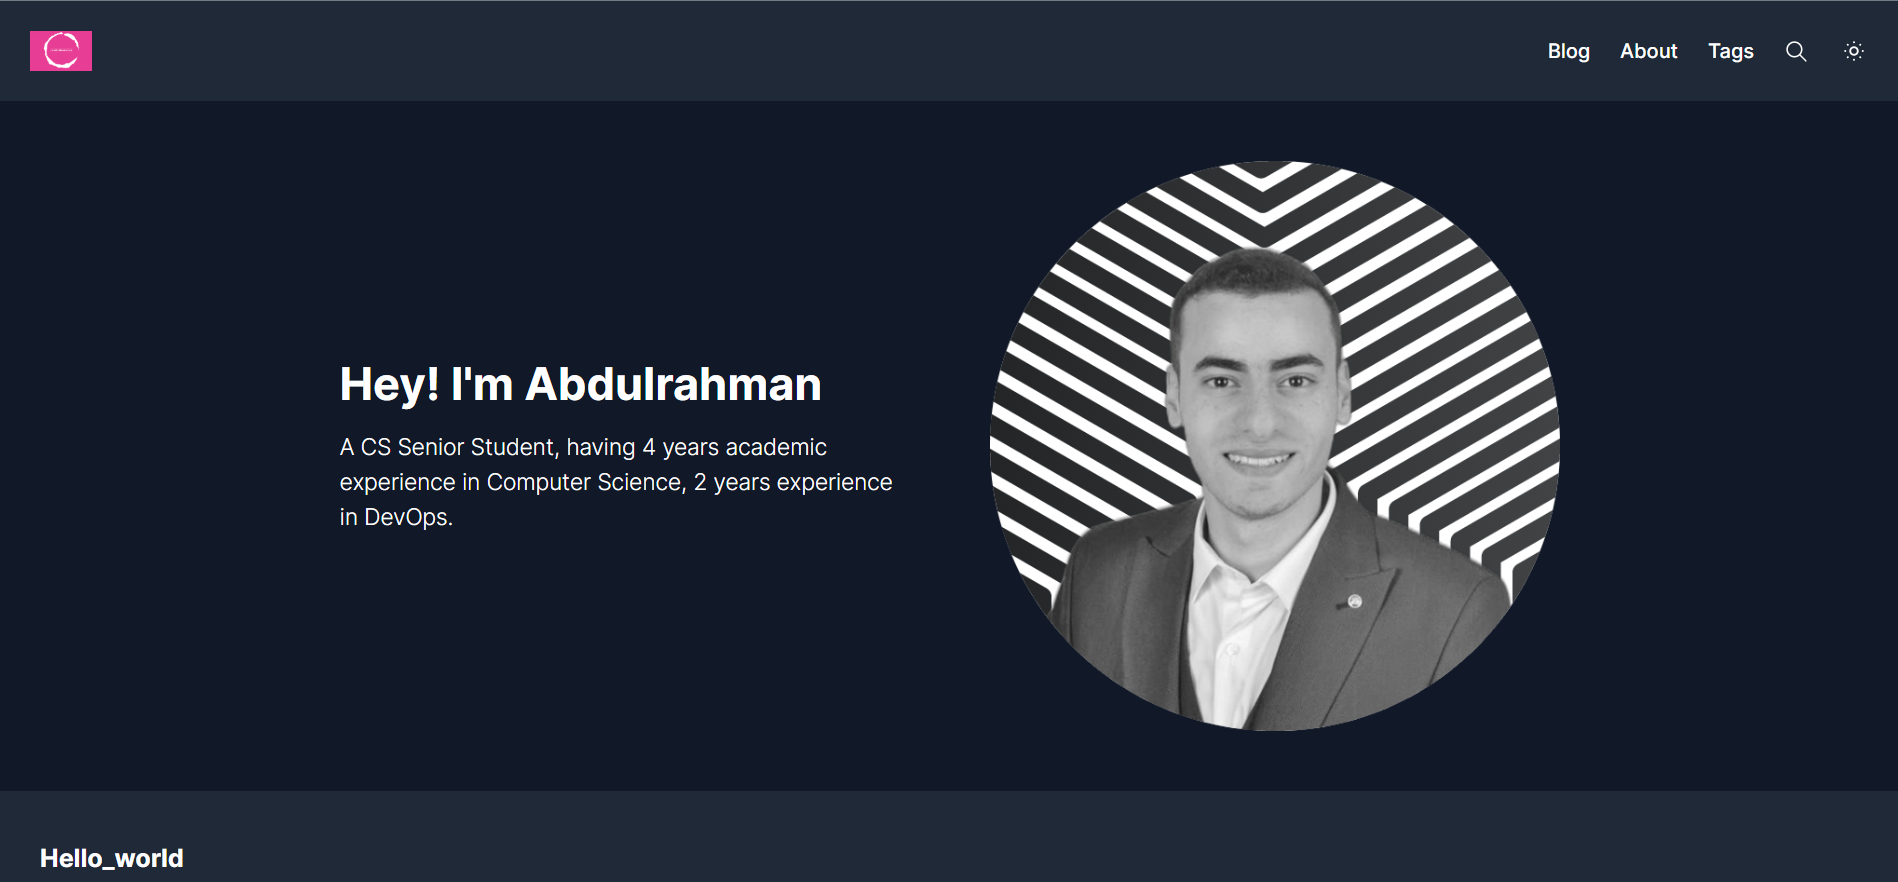 Blog About Tags
Hey! I'm Abdulrahman
A CS Senior Student, having 4 years academic
experience in Computer Science, 2 years experience
in DevOps.
Hello_world